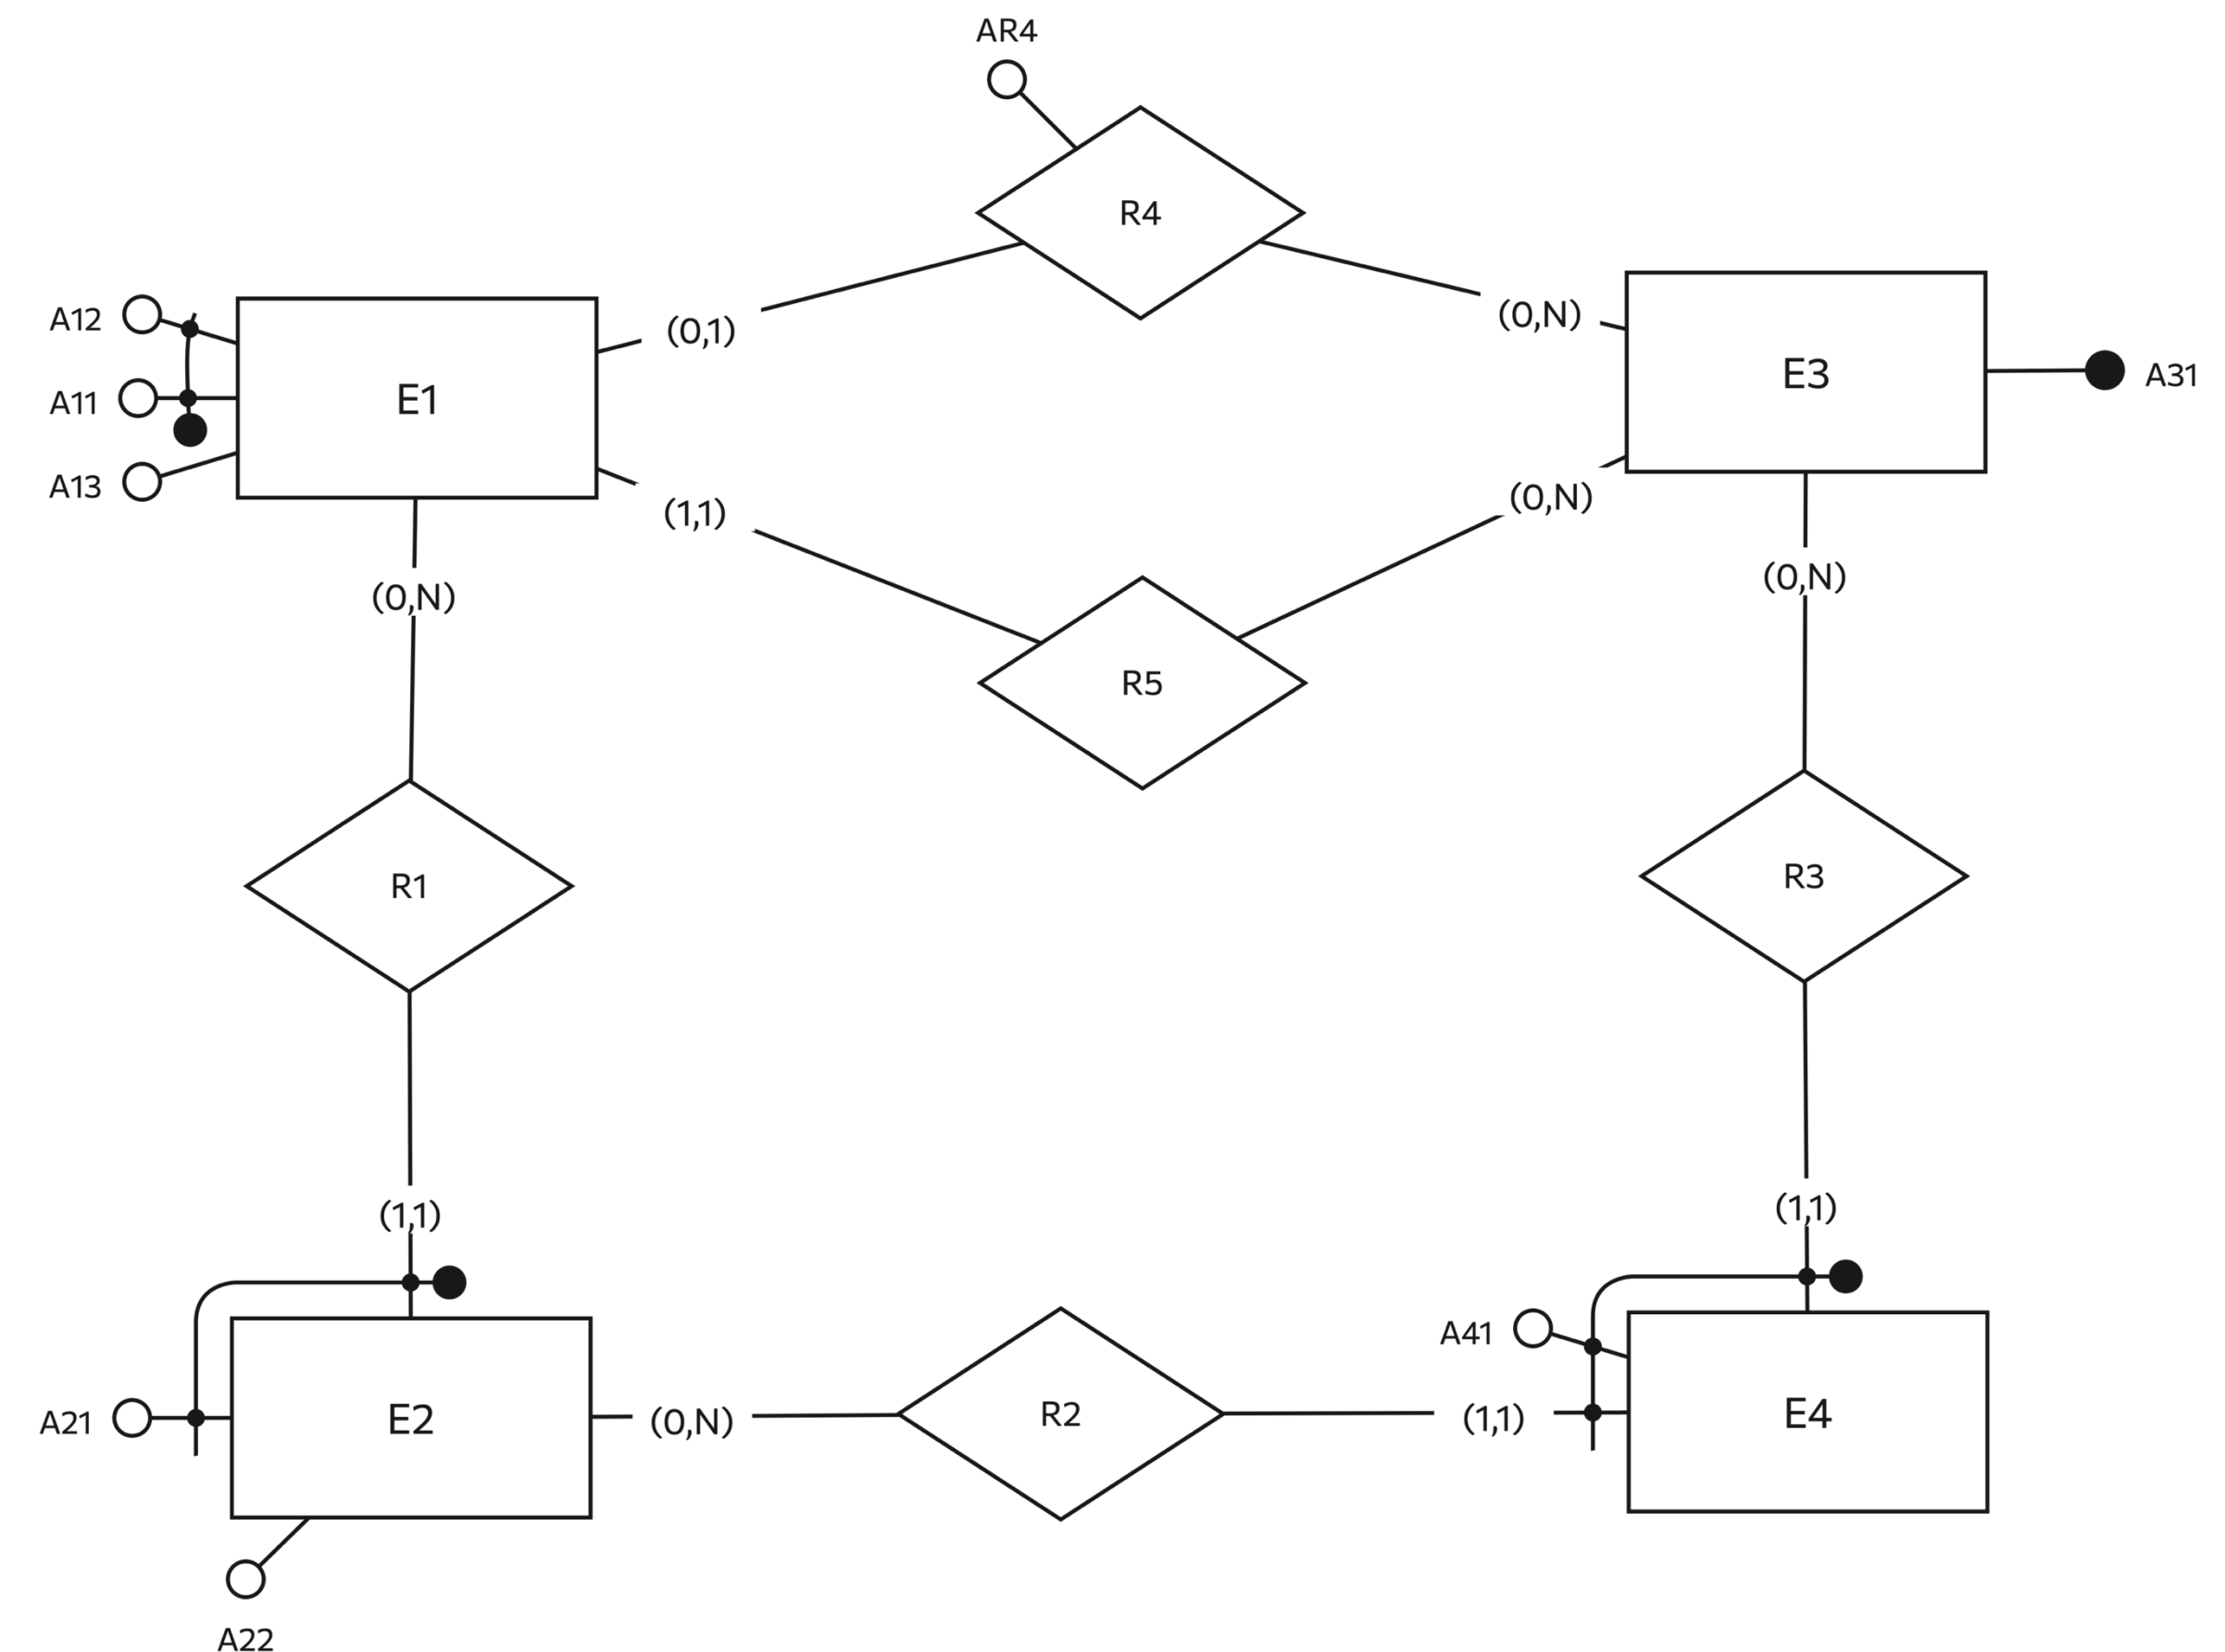 AR4
R4
A12
(0,1)
(0,N)
E1
E3
A31
A11
A13
(1,1)
(0,N)
(0,N)
(0,N)
R5
R1
R3
(1,1)
(1,1)
A41
A21
E2
(0,N)
R2
(1,1)
E4
A22